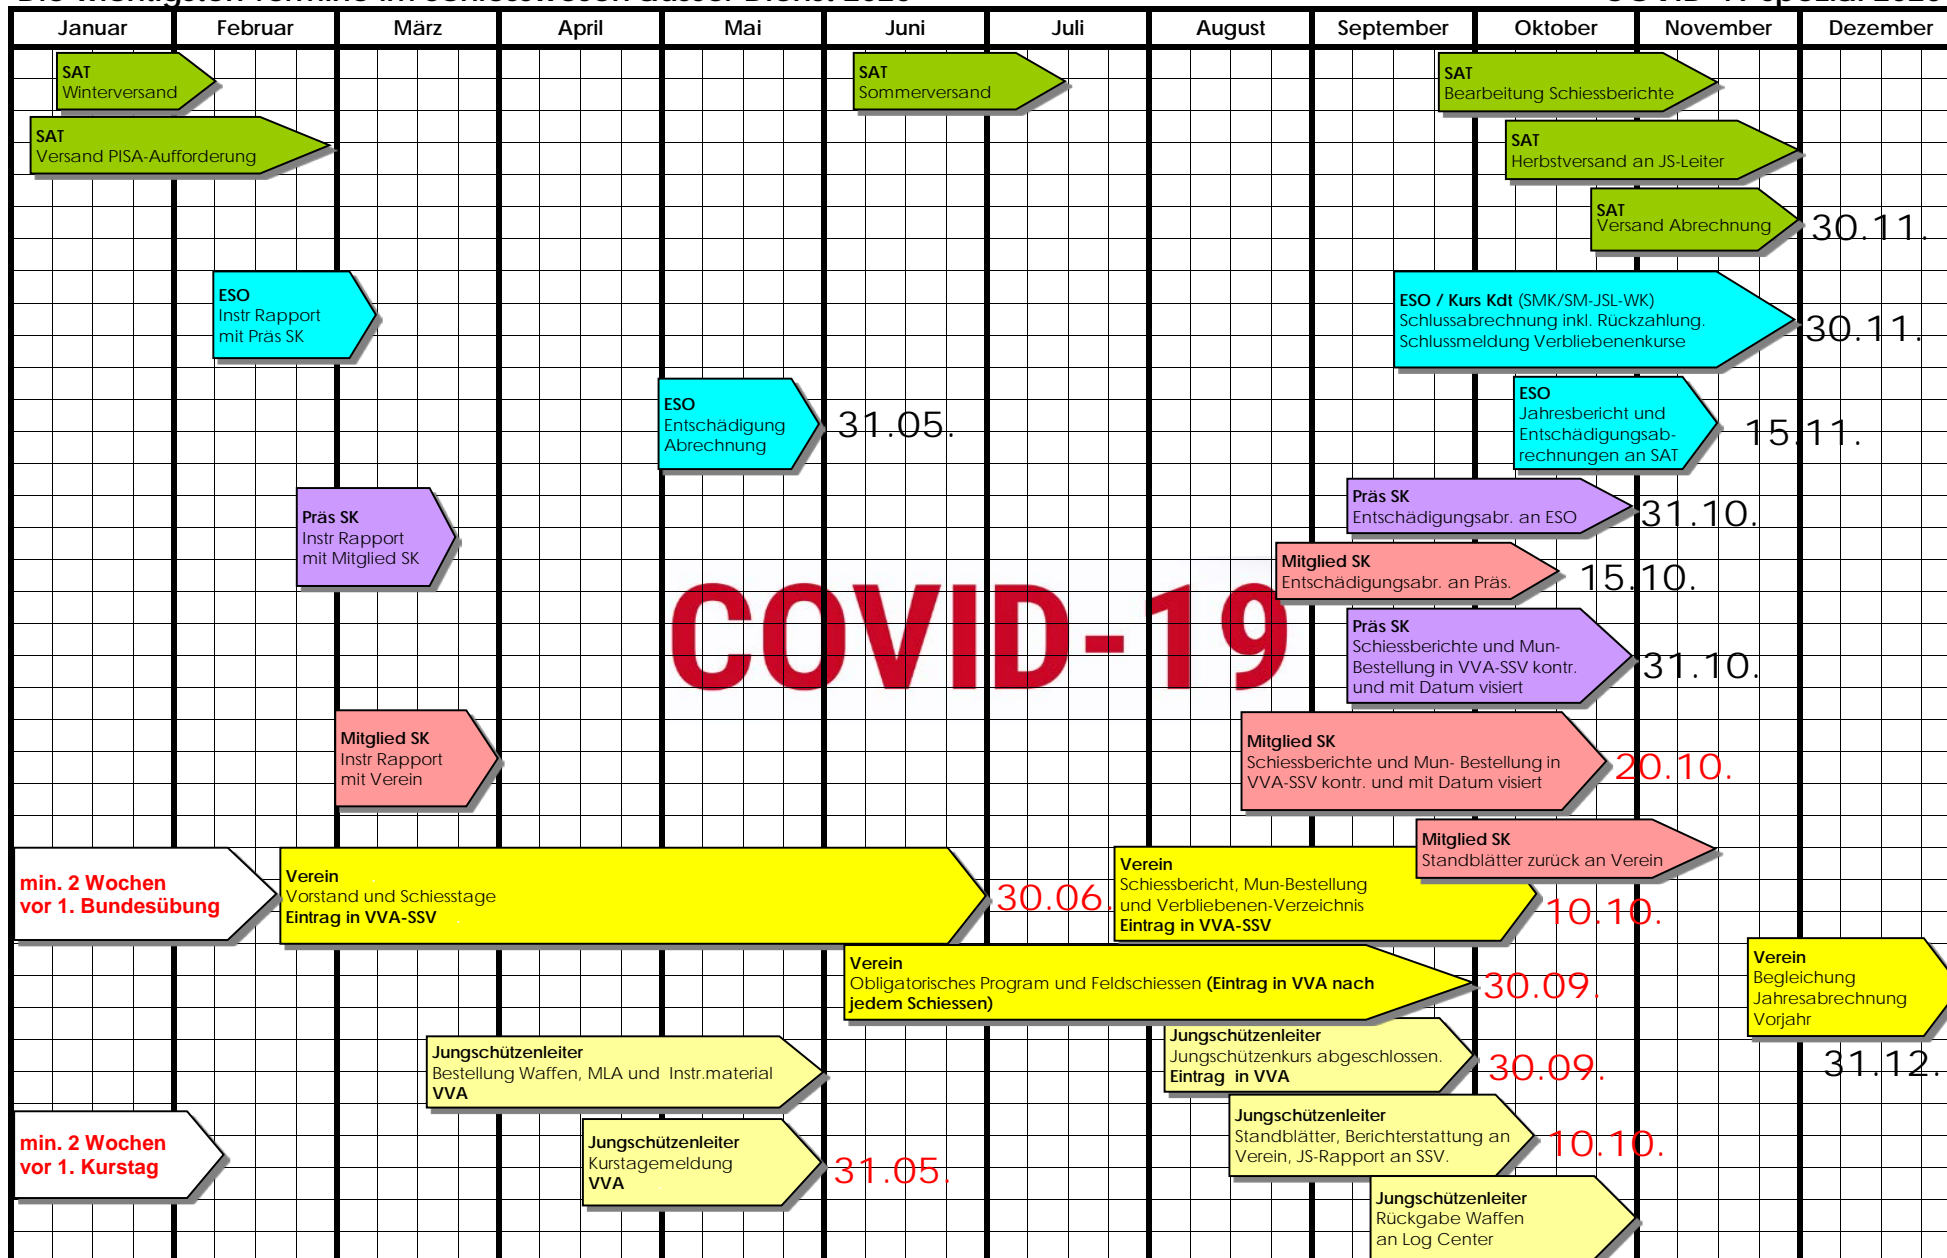 Die wichtigsten Termine im Schiesswesen ausser Dienst 2020
Januar Februar März April Mai Juni Juli August September Oktober November Dezember
SAT
Winterversand
SAT
Sommerversand
SAT
Bearbeitung Schiessberichte
SAT
Versand PISA-Aufforderung
SAT
Herbstversand an JS-Leiter
SAT
Versand Abrechnung
30.11.
ESO
Instr Rapport
mit Präs SK
ESO / Kurs Kdt (SMK/SM-JSL-WK)
Schlussabrechnung inkl. Rückzahlung.
Schlussmeldung Verbliebenenkurse
30.11.
ESO
Entschädigung
Abrechnung
31.05.
ESO
Jahresbericht und
Entschädigungsab-
rechnungen an SAT
15.11.
Präs SK
Instr Rapport
mit Mitglied SK
Präs SK
Entschädigungsabr. an ESO
31.10.
Mitglied SK
Entschädigungsabr. an Präs.
15.10.
COVID-19
Präs SK
Schiessberichte und Mun-
Bestellung in VVA-SSV kontr.
und mit Datum visiert
31.10.
Mitglied SK
Instr Rapport
mit Verein
Mitglied SK
Schiessberichte und Mun- Bestellung in
VVA-SSV kontr. und mit Datum visiert
20.10.
Mitglied SK
Standblätter zurück an Verein
min. 2 Wochen
vor 1. Bundesübung
Verein
Vorstand und Schiesstage
Eintrag in VVA-SSV
30.06.
Verein
Schiessbericht, Mun-Bestellung
und Verbliebenen-Verzeichnis
Eintrag in VVA-SSV
10.10.
Verein
Obligatorisches Program und Feldschiessen (Eintrag in VVA nach
jedem Schiessen)
30.09.
Verein
Begleichung
Jahresabrechnung
Vorjahr
31.12.
Jungschützenleiter
Bestellung Waffen, MLA und Instr.material
VVA
Jungschützenleiter
Jungschützenkurs abgeschlossen.
Eintrag in VVA
30.09.
min. 2 Wochen
vor 1. Kurstag
Jungschützenleiter
Kurstagemeldung
VVA
31.05.
Jungschützenleiter
Standblätter, Berichterstattung an
Verein, JS-Rapport an SSV.
10.10.
Jungschützenleiter
Rückgabe Waffen
an Log Center